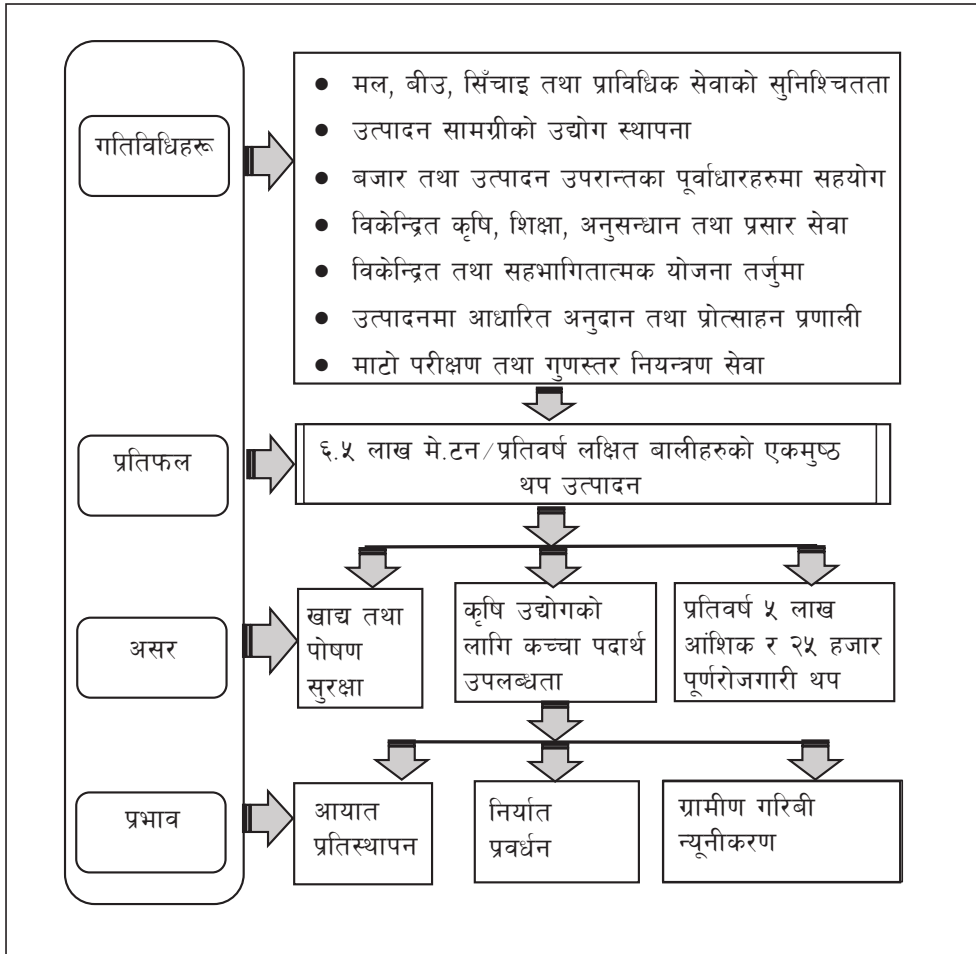 गतिविधिहरू
● मल, बीउ, सिँचाइ तथा प्राविधिक सेवाको सुनिश्चितता
● उत्पादन सामग्रीको उद्योग स्थापना
● बजार तथा उत्पादन उपरान्तका पूर्वाधारहरुमा सहयोग
● विकेन्द्रित कृषि, शिक्षा, अनुसन्धान तथा प्रसार सेवा
● विकेन्द्रित तथा सहभागितात्मक योजना तर्जुमा
● उत्पादनमा आधारित अनुदान तथा प्रोत्साहन प्रणाली
● माटो परीक्षण तथा गुणस्तर नियन्त्रण सेवा
प्रतिफल
६.५ लाख मे.टन/प्रतिवर्ष लक्षित बालीहरुको एकमुष्ठ
थप उत्पादन
असर
खाद्य तथा
पोषण
सुरक्षा
कृषि उद्योगको
लागि कच्चा पदार्थ
उपलब्धता
प्रतिवर्ष ५ लाख
आंशिक र २५ हजार
पूर्णरोजगारी थप
प्रभाव
आयात
प्रतिस्थापन
निर्यात
प्रवर्धन
ग्रामीण गरिबी
न्यूनीकरण